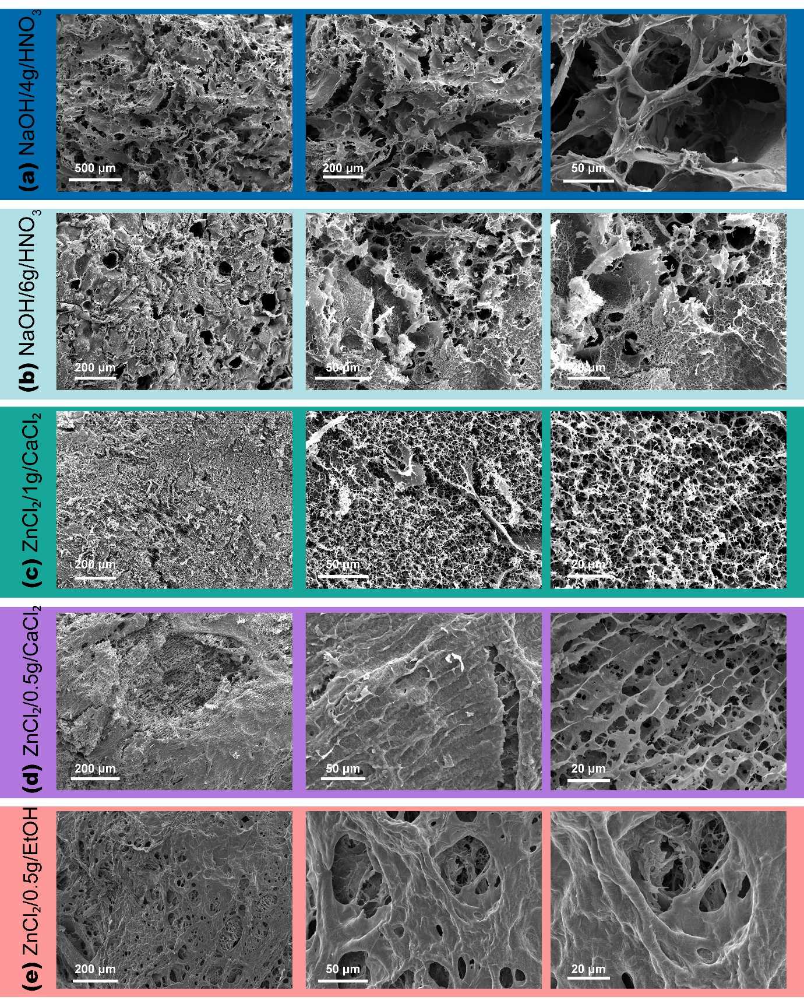 (a) NaOH/4g/HNO₃
500 µm
200 µm
50 µm
(b) NaOH/6g/HNO₃
200 µm
50 µm
µm
(c) ZnCl₂/1g/CaCl₂
200 µm
50 µm
20 µm
(d) ZnCl₂/0.5g/CaCl₂
200 µm
50 µm
20 µm
(e) ZnCl₂/0.5g/EtOH
200 µm
50 µm
20 µm